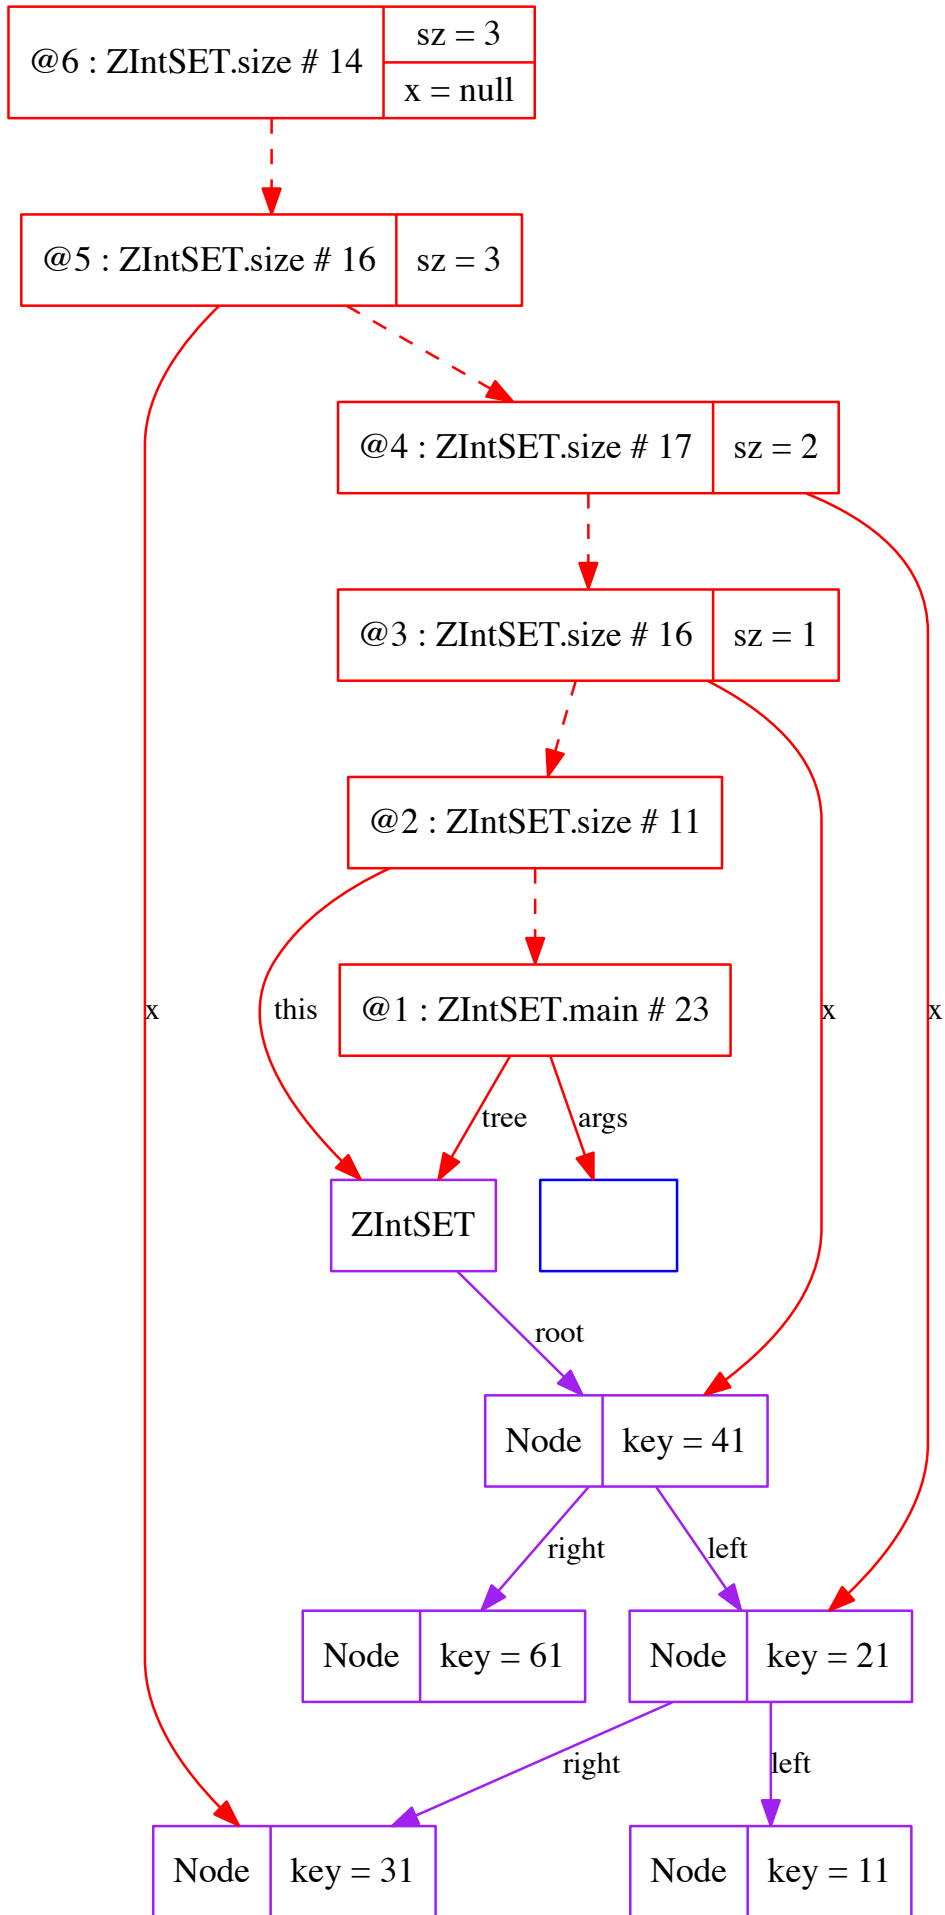 @6 : ZIntSET.size # 14
sz = 3
x = null
@5 : ZIntSET.size # 16
sz = 3
@4 : ZIntSET.size # 17
sz = 2
@3 : ZIntSET.size # 16
sz = 1
@2 : ZIntSET.size # 11
x
this
@1 : ZIntSET.main # 23
x
x
tree
args
ZIntSET
root
Node
key = 41
right
left
Node
key = 61
Node
key = 21
right
left
Node
key = 31
Node
key = 11